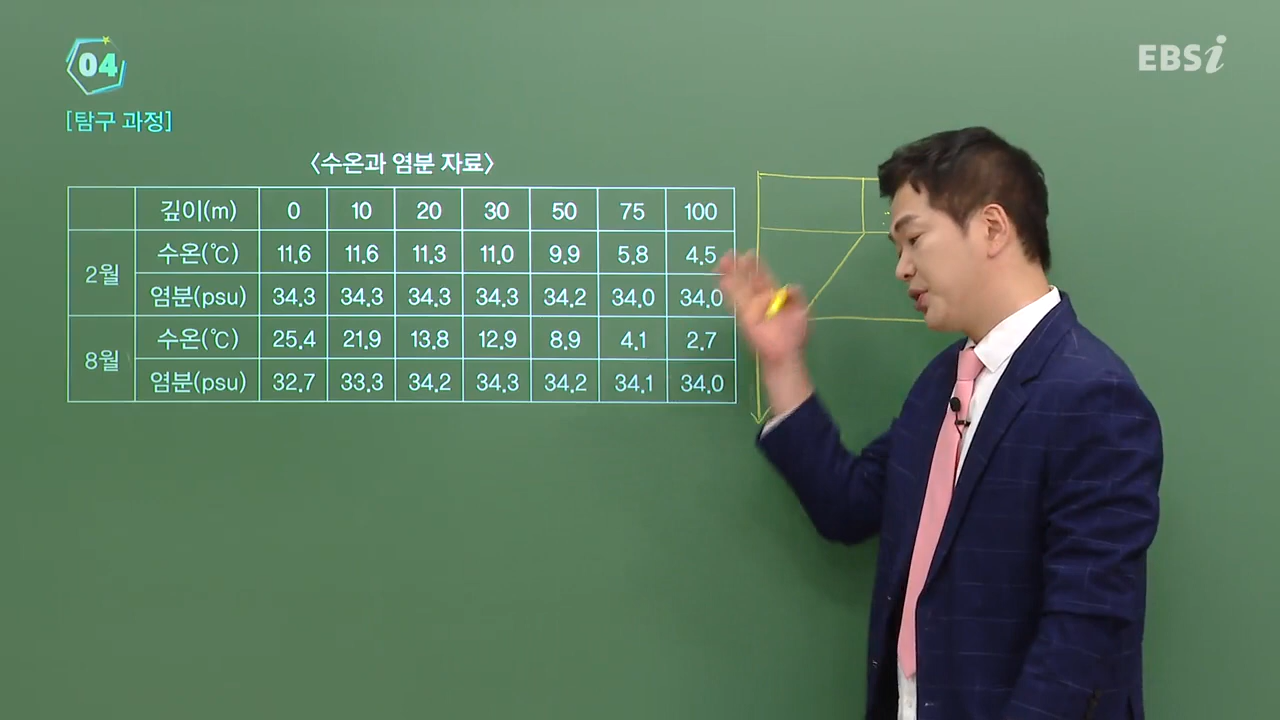 04
EBSi
[탐구 과정]
〈수온과 염분 자료〉
깊이(m) 0 10 20 30 50 75 100
2월 수온(℃) 11.6 11.6 11.3 11.0 9.9 5.8 4.5
염분(psu) 34.3 34.3 34.3 34.3 34.2 34.0 34.0
8월 수온(℃) 25.4 21.9 13.8 12.9 8.9 4.1 2.7
염분(psu) 32.7 33.3 34.2 34.3 34.2 34.1 34.0